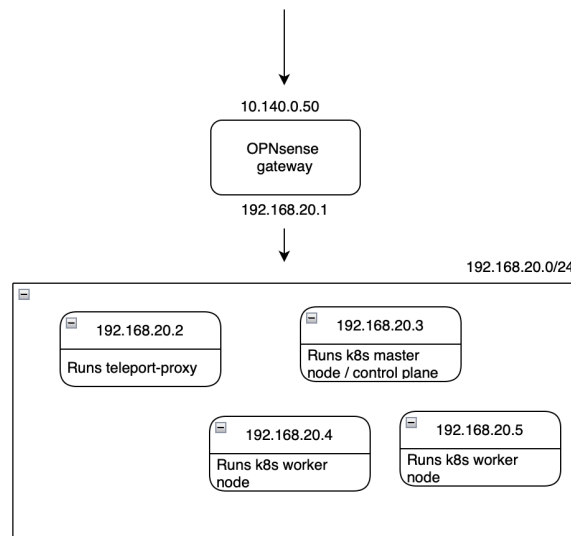 10.140.0.50
OPNsense
gateway
192.168.20.1
192.168.20.0/24
192.168.20.2
Runs teleport-proxy
192.168.20.3
Runs k8s master
node / control plane
192.168.20.4
Runs k8s worker
node
192.168.20.5
Runs k8s worker
node